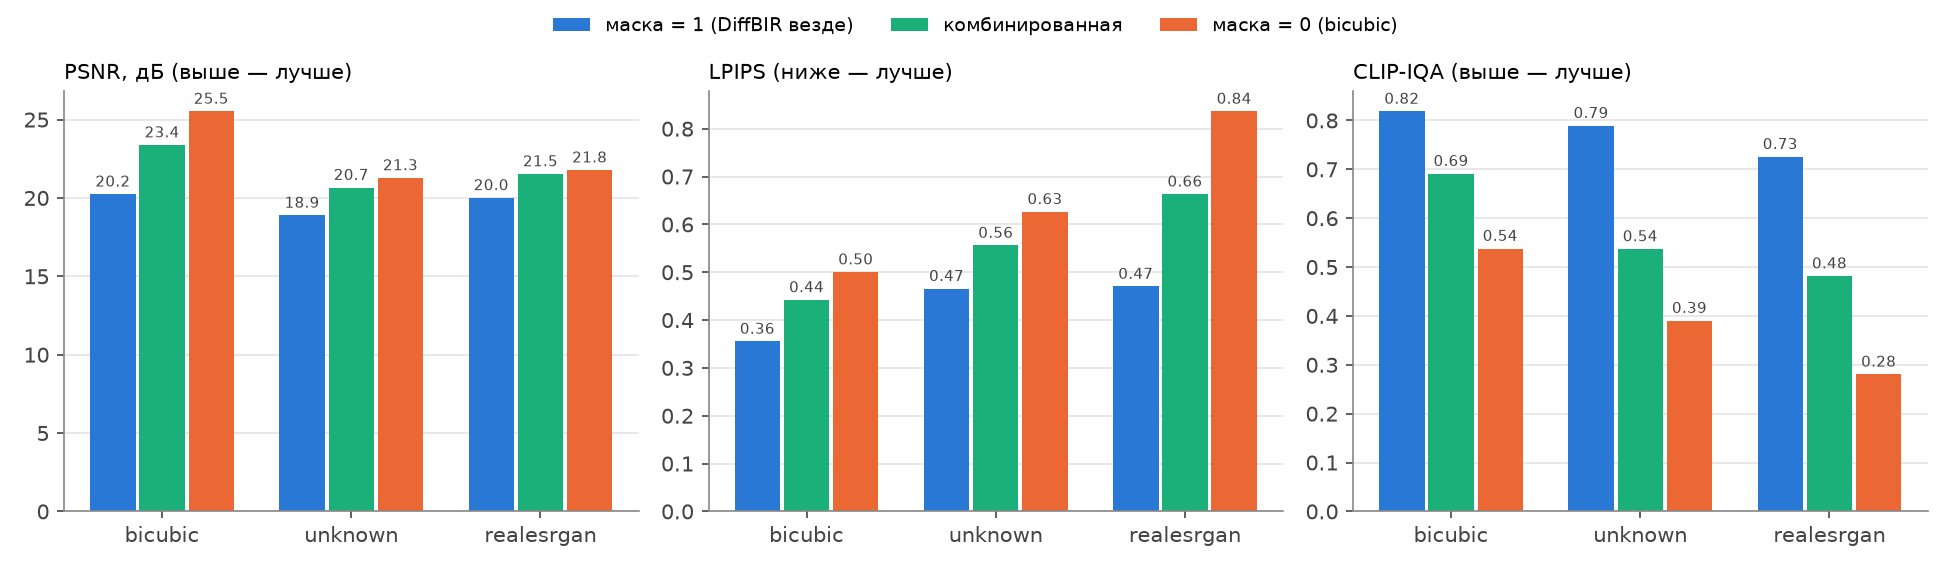 маска = 1 (DiffBIR везде) комбинированная маска = 0 (bicubic)
PSNR, дБ (выше — лучше)
25
20
15
10
5
0
20.2 23.4 25.5
18.9 20.7 21.3
20.0 21.5 21.8
bicubic unknown realesrgan
LPIPS (ниже — лучше)
0.8
0.7
0.6
0.5
0.4
0.3
0.2
0.1
0.0
0.36 0.44 0.50
0.47 0.56 0.63
0.47 0.66 0.84
bicubic unknown realesrgan
CLIP-IQA (выше — лучше)
0.8
0.7
0.6
0.5
0.4
0.3
0.2
0.1
0.0
0.82 0.69 0.54
0.79 0.54 0.39
0.73 0.48 0.28
bicubic unknown realesrgan